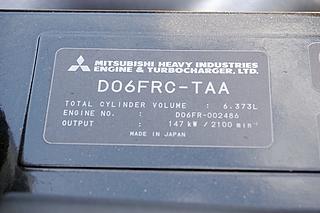 MITSUBISHI HEAVY INDUSTRIES
ENGINE & TURBOCHARGER, LTD.
D06FRC-TAA
TOTAL CYLINDER VOLUME : 6.373L
ENGINE NO. : D06FR-002486
OUTPUT : 147 kW / 2100 min⁻¹
MADE IN JAPAN